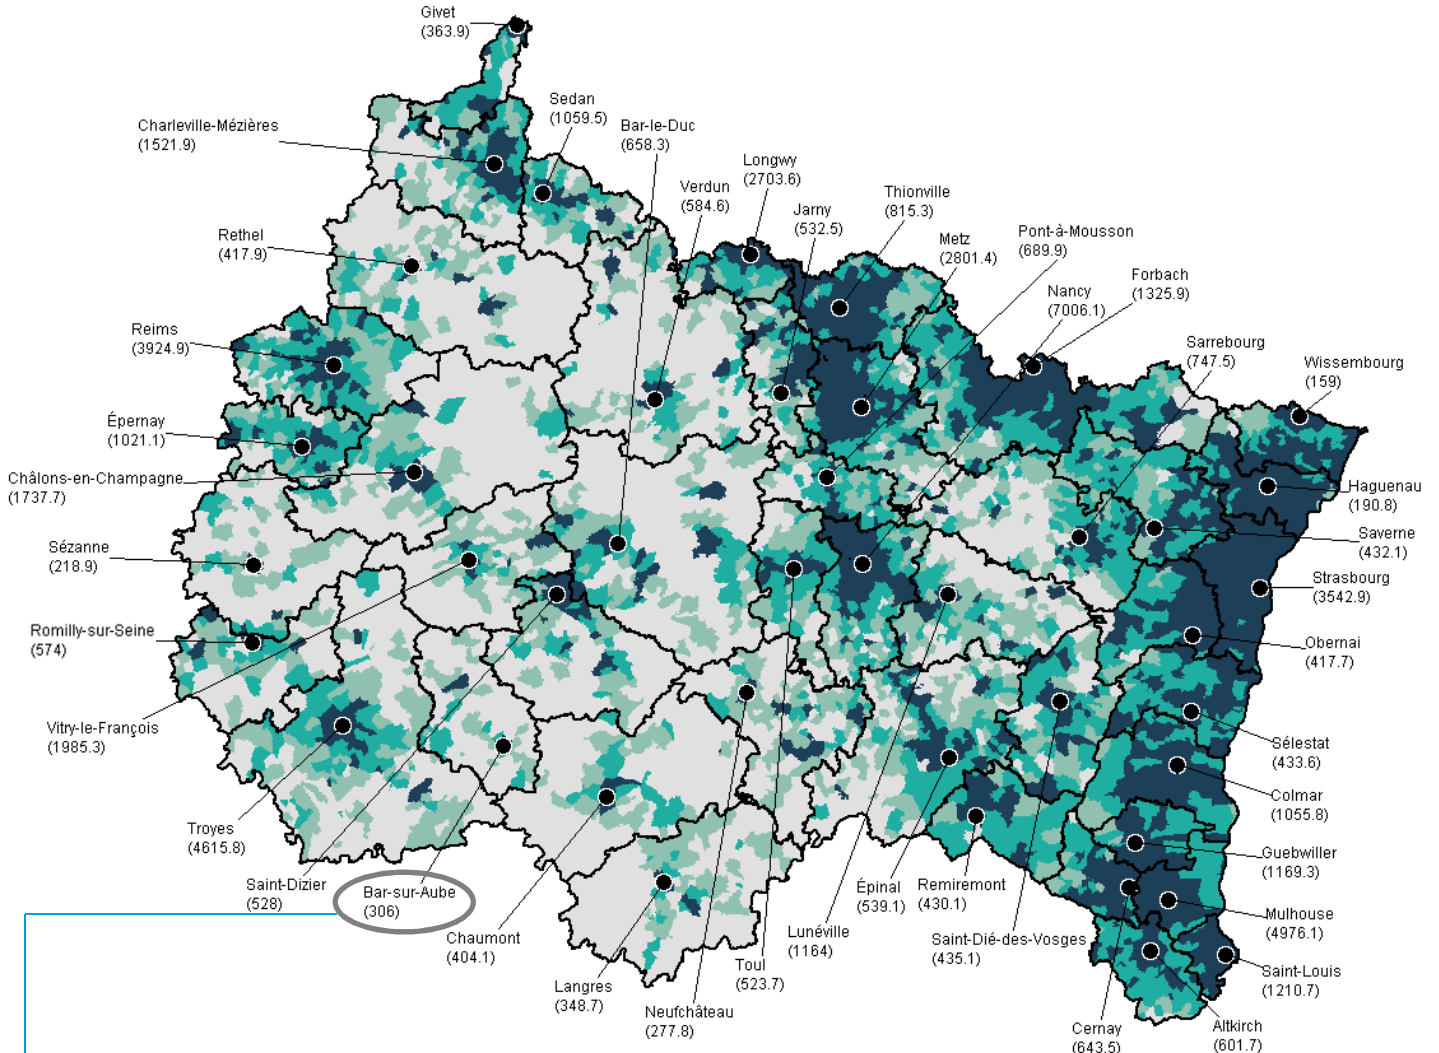 Givet
(363.9)
Sedan
(1059.5)
Charleville-Mézières
(1521.9)
Bar-le-Duc
(658.3)
Longwy
(2703.6)
Verdun
(584.6)
Thionville
(815.3)
Jarny
(532.5)
Pont-à-Mousson
(689.9)
Metz
(2801.4)
Rethel
(417.9)
Forbach
(1325.9)
Nancy
(7006.1)
Reims
(3924.9)
Sarrebourg
(747.5)
Wissembourg
(159)
Épernay
(1021.1)
Châlons-en-Champagne
(1737.7)
Haguenau
(190.8)
Saverne
(432.1)
Sézanne
(218.9)
Strasbourg
(3542.9)
Romilly-sur-Seine
(574)
Obernai
(417.7)
Vitry-le-François
(1985.3)
Sélestat
(433.6)
Colmar
(1055.8)
Troyes
(4615.8)
Guebwiller
(1169.3)
Saint-Dizier
(528)
Bar-sur-Aube
(306)
Épinal
(539.1)
Remiremont
(430.1)
Mulhouse
(4976.1)
Chaumont
(404.1)
Lunéville
(1164)
Saint-Dié-des-Vosges
(435.1)
Toul
(523.7)
Saint-Louis
(1210.7)
Langres
(348.7)
Neufchâteau
(277.8)
Cernay
(643.5)
Altkirch
(601.7)